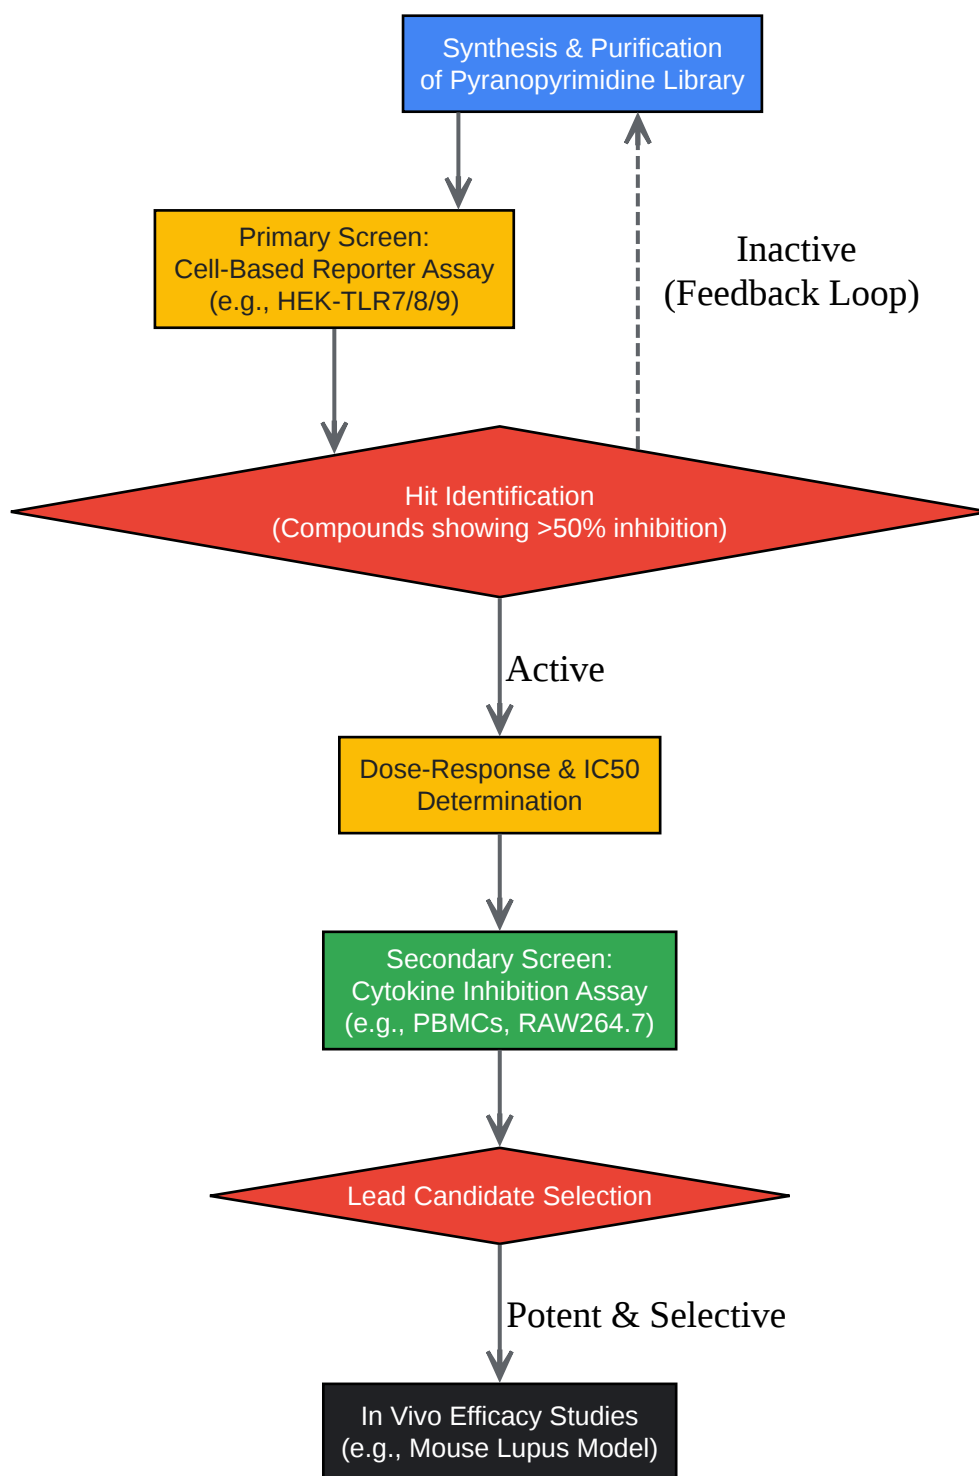 Synthesis & Purification
of Pyranopyrimidine Library
Primary Screen:
Cell-Based Reporter Assay
(e.g., HEK-TLR7/8/9)
Inactive
(Feedback Loop)
Hit Identification
(Compounds showing >50% inhibition)
Active
Dose-Response & IC50
Determination
Secondary Screen:
Cytokine Inhibition Assay
(e.g., PBMCs, RAW264.7)
Lead Candidate Selection
Potent & Selective
In Vivo Efficacy Studies
(e.g., Mouse Lupus Model)